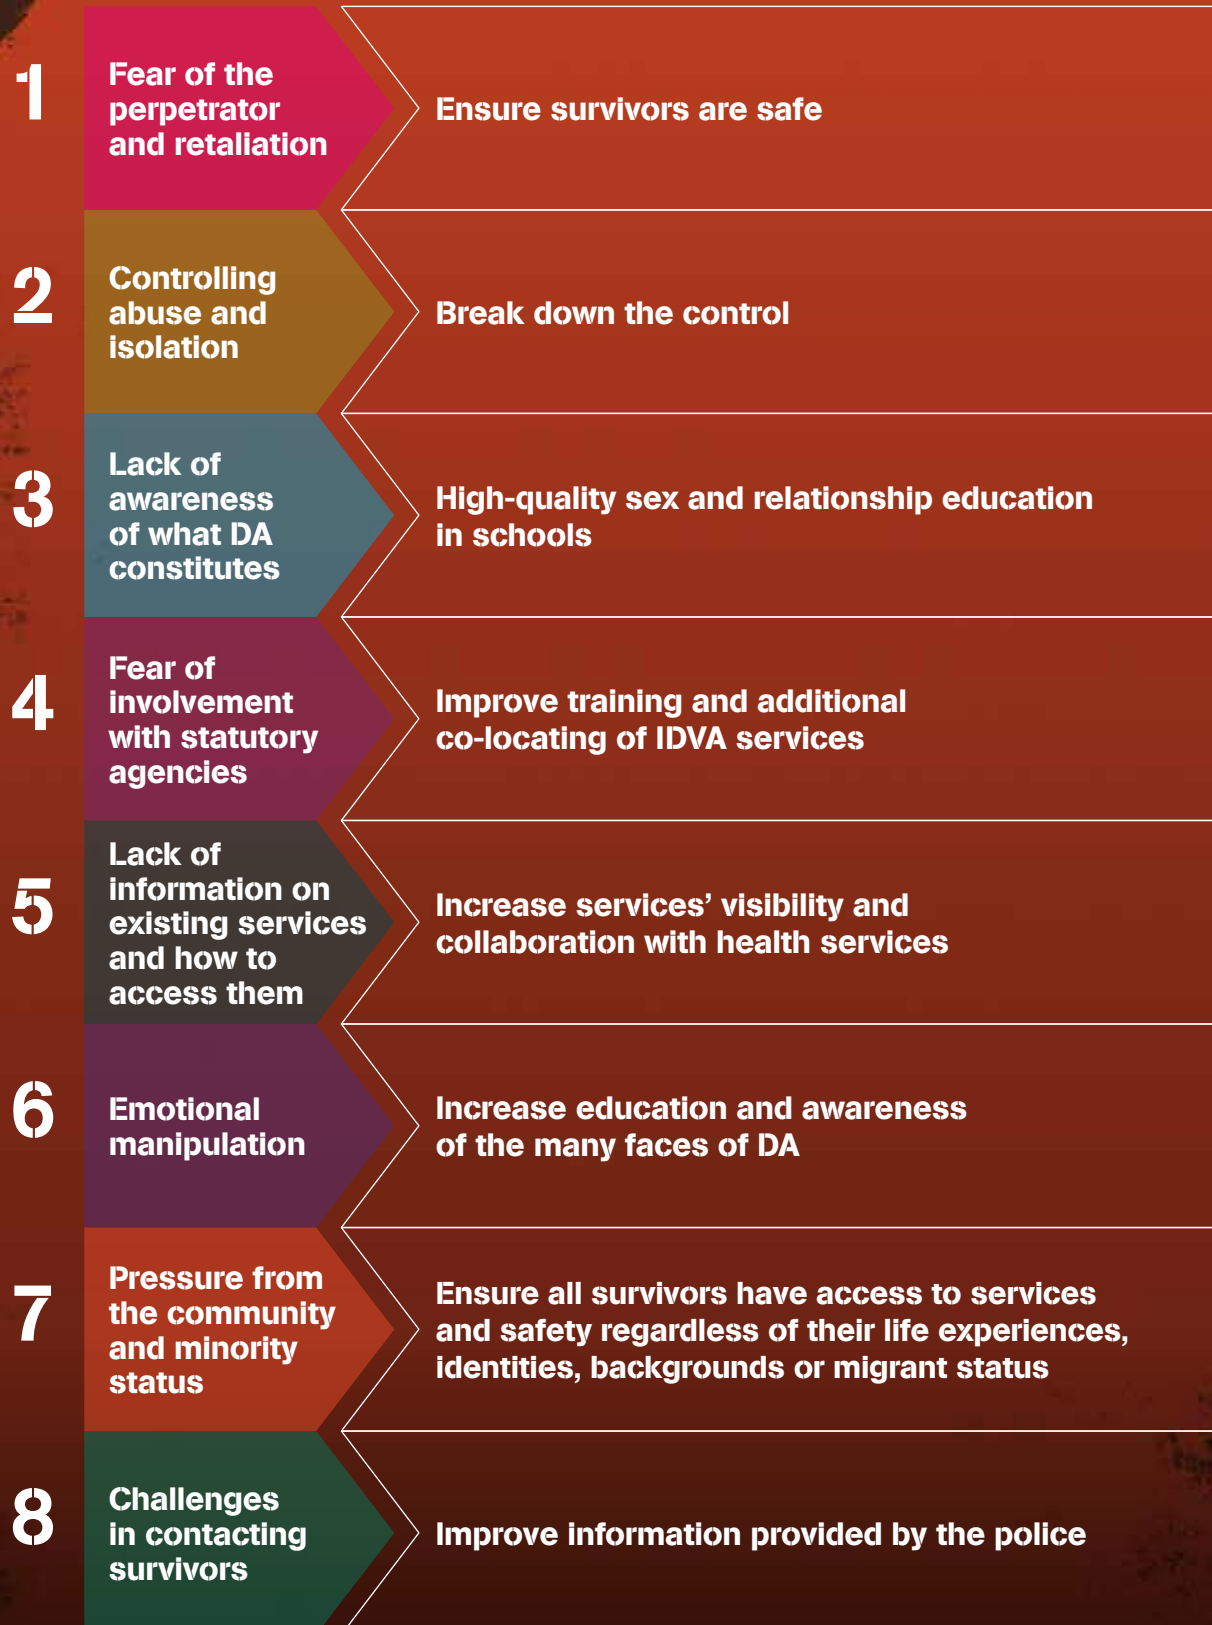 1
Fear of the
perpetrator
and retaliation
Ensure survivors are safe
2
Controlling
abuse and
isolation
Break down the control
3
Lack of
awareness
of what DA
constitutes
High-quality sex and relationship education
in schools
4
Fear of
involvement
with statutory
agencies
Improve training and additional
co-locating of IDVA services
5
Lack of
information on
existing services
and how to
access them
Increase services’ visibility and
collaboration with health services
6
Emotional
manipulation
Increase education and awareness
of the many faces of DA
7
Pressure from
the community
and minority
status
Ensure all survivors have access to services
and safety regardless of their life experiences,
identities, backgrounds or migrant status
8
Challenges
in contacting
survivors
Improve information provided by the police